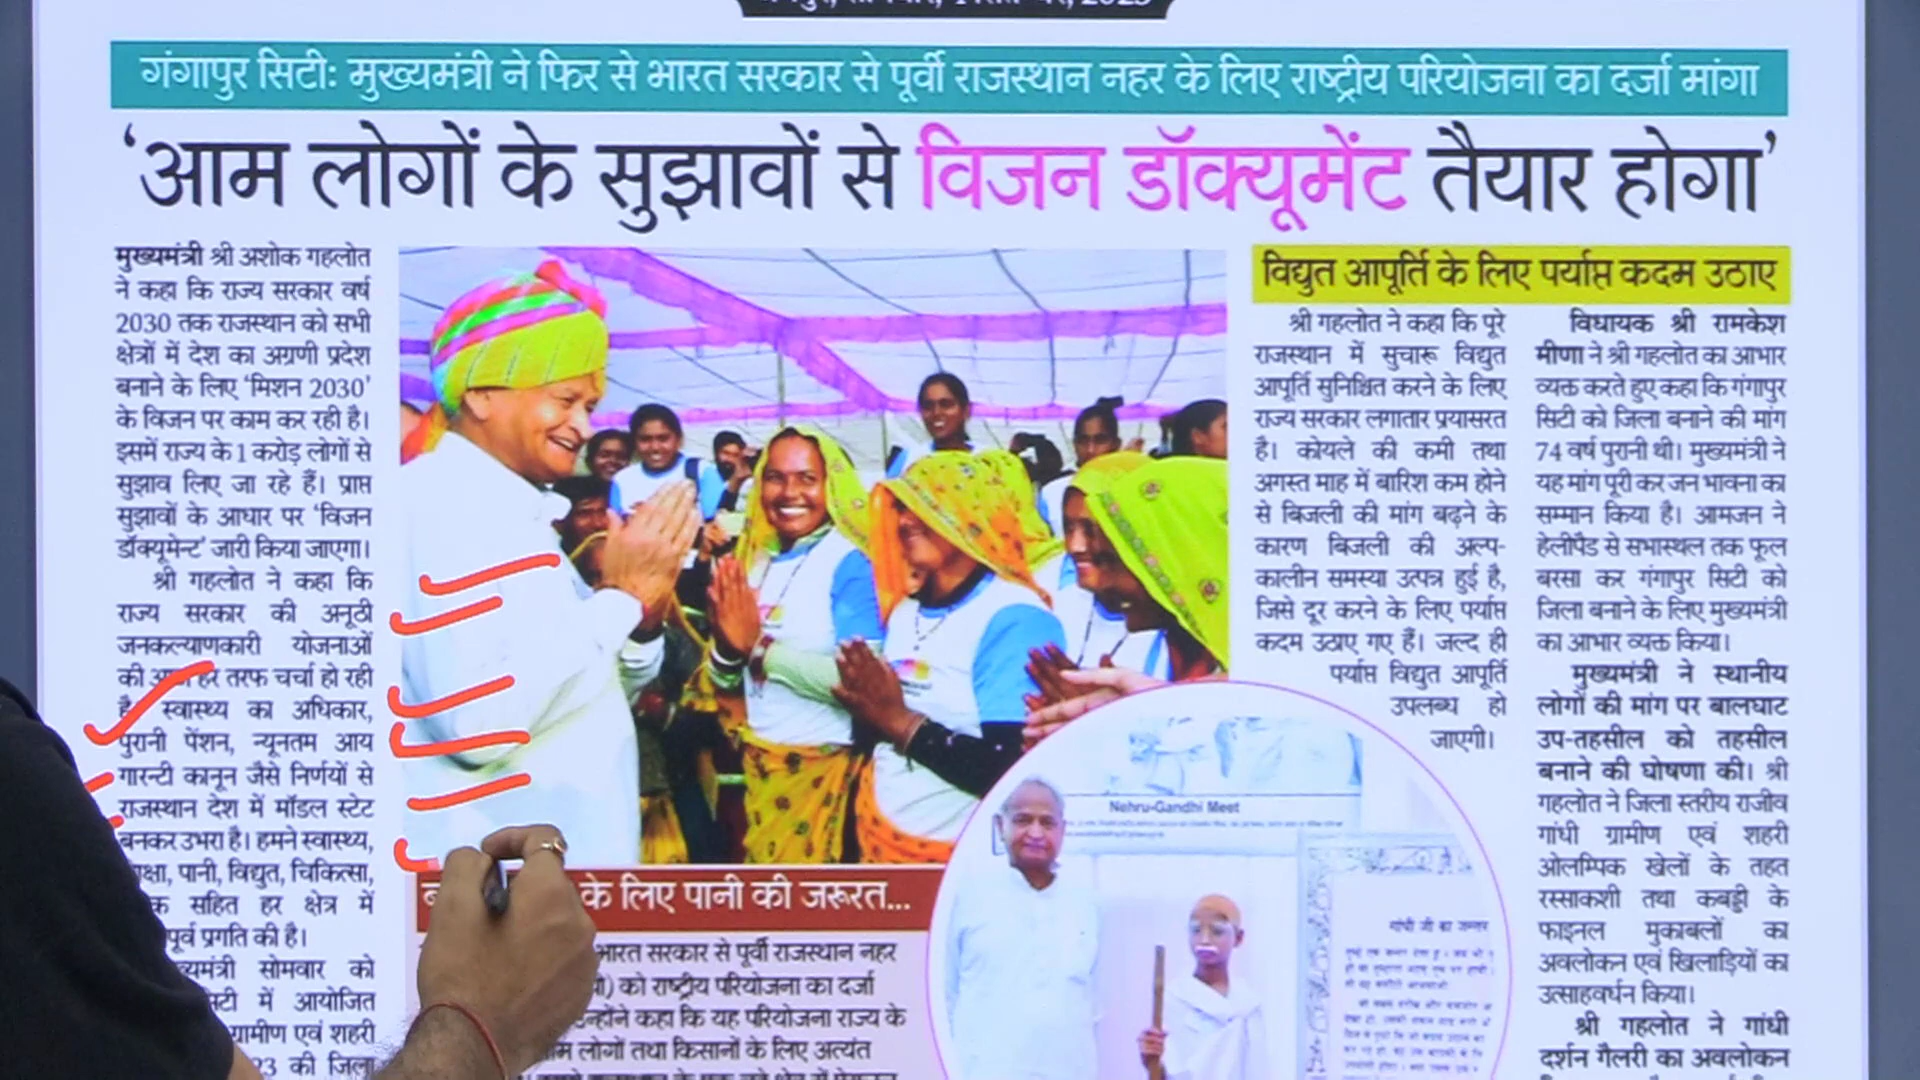 गंगापुर सिटी: मुख्यमंत्री ने फिर से भारत सरकार से पूर्वी राजस्थान नहर के लिए राष्ट्रीय परियोजना का दर्जा मांगा
‘आम लोगों के सुझावों से विजन डॉक्यूमेंट तैयार होगा’
मुख्यमंत्री श्री अशोक गहलोत
ने कहा कि राज्य सरकार वर्ष
2030 तक राजस्थान को सभी
क्षेत्रों में देश का अग्रणी प्रदेश
बनाने के लिए ‘मिशन 2030’
के विजन पर काम कर रही है।
इसमें राज्य के 1 करोड़ लोगों से
सुझाव लिए जा रहे हैं। प्राप्त
सुझावों के आधार पर ‘विजन
डॉक्यूमेन्ट’ जारी किया जाएगा।
श्री गहलोत ने कहा कि
राज्य सरकार की अनूठी
जनकल्याणकारी योजनाओं
की हर तरफ चर्चा हो रही
स्वास्थ्य का अधिकार,
पुरानी पेंशन, न्यूनतम आय
गारन्टी कानून जैसे निर्णयों से
राजस्थान देश में मॉडल स्टेट
बनकर उभरा है। हमने स्वास्थ्य,
पानी, विद्युत, चिकित्सा,
सहित हर क्षेत्र में
प्रगति की है।
सोमवार को
में आयोजित
ग्रामीण एवं शहरी
की जिला
के लिए पानी की जरूरत...
भारत सरकार से पूर्वी राजस्थान नहर
को राष्ट्रीय परियोजना का दर्जा
कहा कि यह परियोजना राज्य के
लोगों तथा किसानों के लिए अत्यंत
विद्युत आपूर्ति के लिए पर्याप्त कदम उठाए
श्री गहलोत ने कहा कि पूरे
राजस्थान में सुचारू विद्युत
आपूर्ति सुनिश्चित करने के लिए
राज्य सरकार लगातार प्रयासरत
है। कोयले की कमी तथा
अगस्त माह में बारिश कम होने
से बिजली की मांग बढ़ने के
कारण बिजली की अल्प-
कालीन समस्या उत्पन्न हुई है,
जिसे दूर करने के लिए पर्याप्त
कदम उठाए गए हैं। जल्द ही
पर्याप्त विद्युत आपूर्ति
उपलब्ध हो
जाएगी।
विधायक श्री रामकेश
मीणा ने श्री गहलोत का आभार
व्यक्त करते हुए कहा कि गंगापुर
सिटी को जिला बनाने की मांग
74 वर्ष पुरानी थी। मुख्यमंत्री ने
यह मांग पूरी कर जन भावना का
सम्मान किया है। आमजन ने
हेलीपैड से सभास्थल तक फूल
बरसा कर गंगापुर सिटी को
जिला बनाने के लिए मुख्यमंत्री
का आभार व्यक्त किया।
मुख्यमंत्री ने स्थानीय
लोगों की मांग पर बालघाट
उप-तहसील को तहसील
बनाने की घोषणा की। श्री
गहलोत ने जिला स्तरीय राजीव
गांधी ग्रामीण एवं शहरी
ओलम्पिक खेलों के तहत
रस्साकशी तथा कबड्डी के
फाइनल मुकाबलों का
अवलोकन एवं खिलाड़ियों का
उत्साहवर्धन किया।
श्री गहलोत ने गांधी
दर्शन गैलरी का अवलोकन
Nehru-Gandhi Meet
गांधी जी का जन्तर